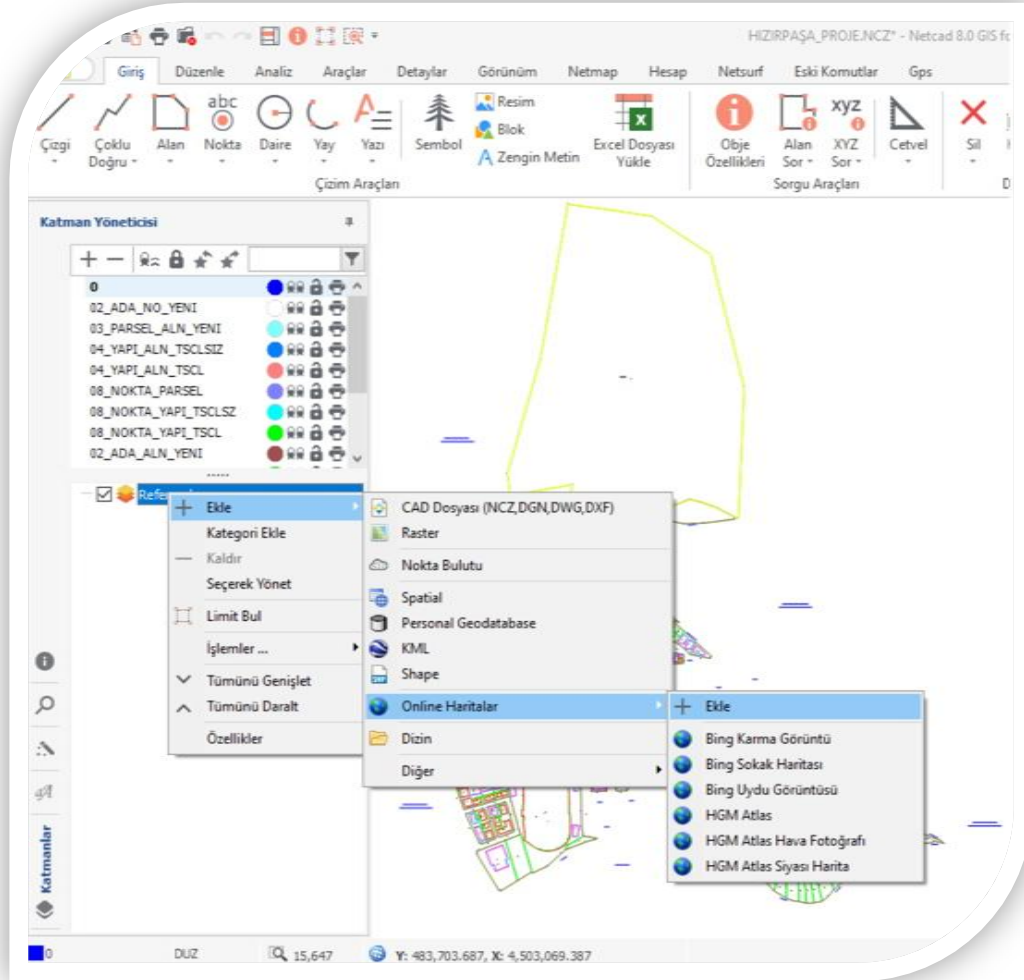 HIZIRPAŞA_PROJE.NCZ* - Netcad 8.0 GIS
Giriş Düzenle Analiz Araçlar Detaylar Görünüm Netmap Hesap Netsurf Eski Komutlar Gps
Çizgi
Çoklu Doğru
Alan
abc
Nokta
Daire
Yay
Yazı
Sembol
Resim
Blok
Zengin Metin
Excel Dosyası Yükle
Obje Özellikleri
Alan Sor
xyz
XYZ Sor
Cetvel
Sil
Çizim Araçları
Sorgu Araçları
Katman Yöneticisi
0
02_ADA_NO_YENI
03_PARSEL_ALN_YENI
04_YAPI_ALN_TSCLSIZ
04_YAPI_ALN_TSCL
08_NOKTA_PARSEL
08_NOKTA_YAPI_TSCLSZ
08_NOKTA_YAPI_TSCL
02_ADA_ALN_YENI
Ekle
Kategori Ekle
Kaldır
Seçerek Yönet
Limit Bul
İşlemler ...
Tümünü Genişlet
Tümünü Daralt
Özellikler
CAD Dosyası (NCZ,DGN,DWG,DXF)
Raster
Nokta Bulutu
Spatial
Personal Geodatabase
KML
Shape
Online Haritalar
Dizin
Diğer
Ekle
Bing Karma Görüntü
Bing Sokak Haritası
Bing Uydu Görüntüsü
HGM Atlas
HGM Atlas Hava Fotoğrafı
HGM Atlas Siyası Harita
Katmanlar
0 DUZ 15,647 Y: 483,703.687, X: 4,503,069.387